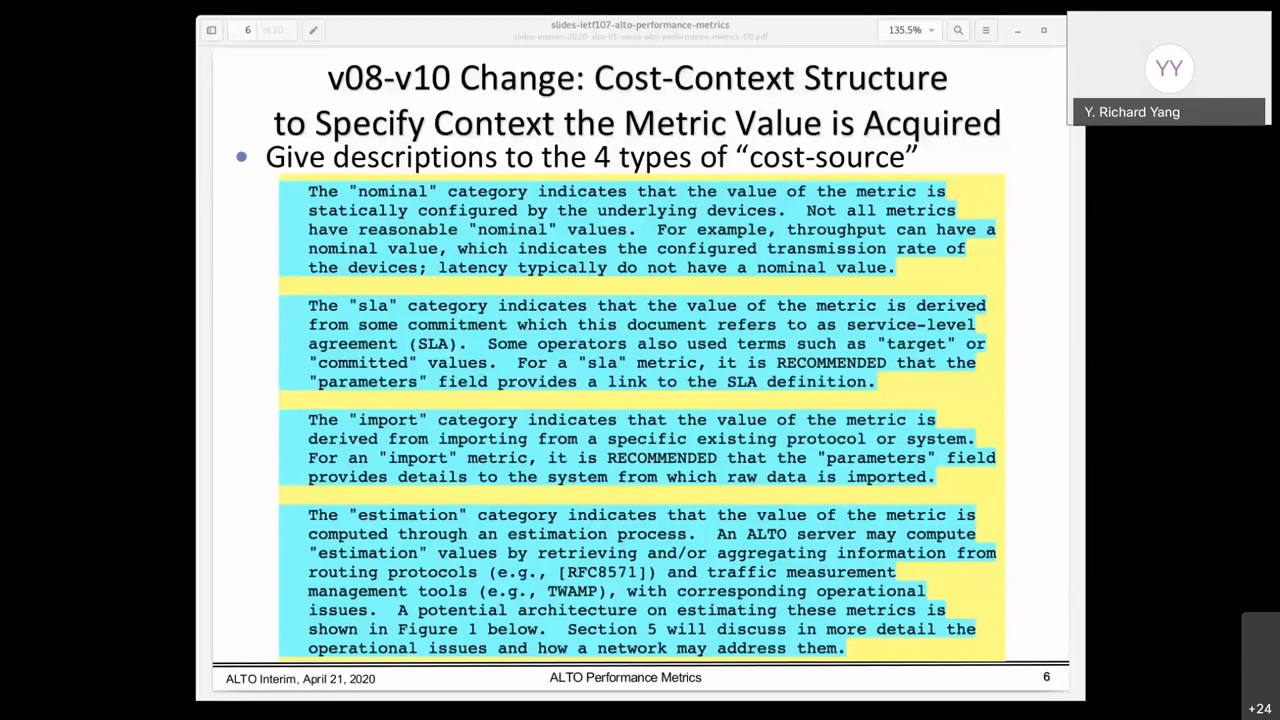 6 of 10
slides-ietf107-alto-performance-metrics
slides-interim-2020-alto-01-sessa-alto-performance-metrics-00.pdf
135.5%
YY
Y. Richard Yang
v08-v10 Change: Cost-Context Structure
to Specify Context the Metric Value is Acquired
• Give descriptions to the 4 types of “cost-source”
The "nominal" category indicates that the value of the metric is
statically configured by the underlying devices. Not all metrics
have reasonable "nominal" values. For example, throughput can have a
nominal value, which indicates the configured transmission rate of
the devices; latency typically do not have a nominal value.
The "sla" category indicates that the value of the metric is derived
from some commitment which this document refers to as service-level
agreement (SLA). Some operators also used terms such as "target" or
"committed" values. For a "sla" metric, it is RECOMMENDED that the
"parameters" field provides a link to the SLA definition.
The "import" category indicates that the value of the metric is
derived from importing from a specific existing protocol or system.
For an "import" metric, it is RECOMMENDED that the "parameters" field
provides details to the system from which raw data is imported.
The "estimation" category indicates that the value of the metric is
computed through an estimation process. An ALTO server may compute
"estimation" values by retrieving and/or aggregating information from
routing protocols (e.g., [RFC8571]) and traffic measurement
management tools (e.g., TWAMP), with corresponding operational
issues. A potential architecture on estimating these metrics is
shown in Figure 1 below. Section 5 will discuss in more detail the
operational issues and how a network may address them.
ALTO Interim, April 21, 2020
ALTO Performance Metrics
6
+24